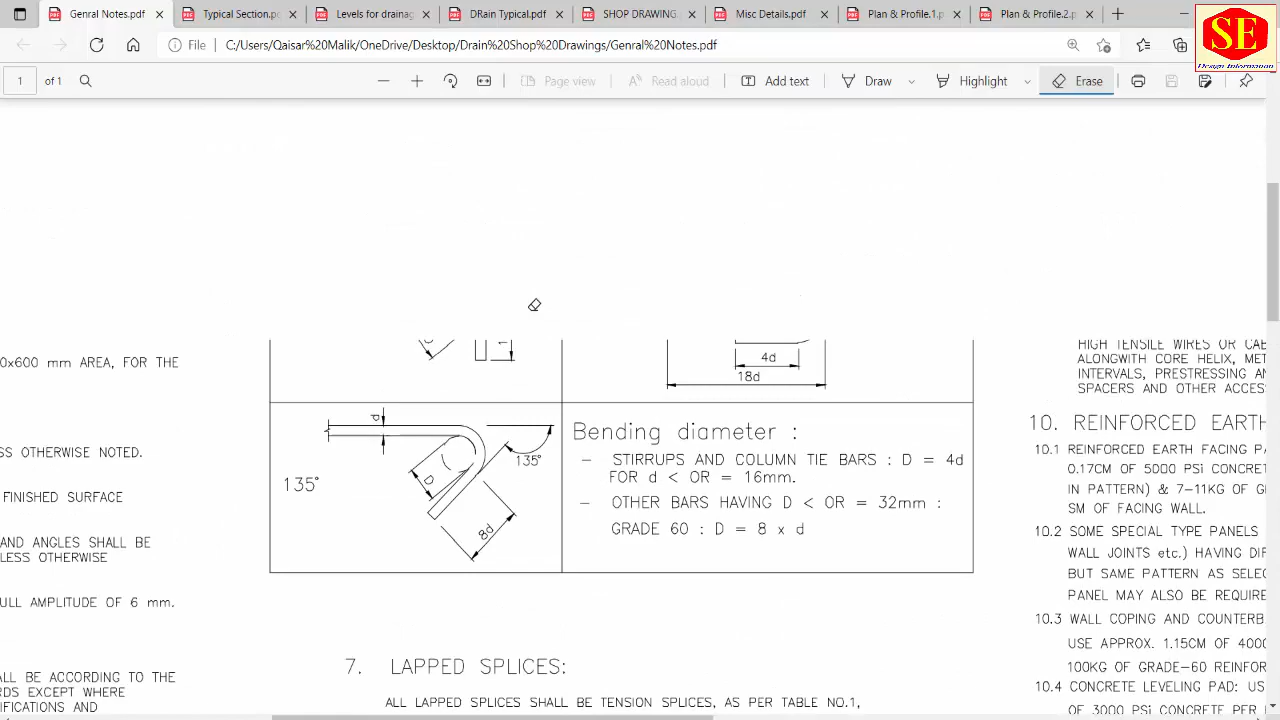 Genral Notes.pdf
Typical Section.p
Levels for drainag
DRain Typical.pdf
SHOP DRAWING.
Misc Details.pdf
Plan & Profile.1.p
Plan & Profile.2.p
SE
Design Information
File
C:/Users/Qaisar%20Malik/OneDrive/Desktop/Drain%20Shop%20Drawings/Genral%20Notes.pdf
1 of 1
Page view
Read aloud
Add text
Draw
Highlight
Erase
0x600 mm AREA, FOR THE
SS OTHERWISE NOTED.
FINISHED SURFACE
AND ANGLES SHALL BE
LESS OTHERWISE
ULL AMPLITUDE OF 6 mm.
ALL BE ACCORDING TO THE
RDS EXCEPT WHERE
IFICATIONS AND
4d
18d
135°
d
D
135°
8d
Bending diameter :
– STIRRUPS AND COLUMN TIE BARS : D = 4d
FOR d < OR = 16mm.
– OTHER BARS HAVING D < OR = 32mm :
GRADE 60 : D = 8 x d
7. LAPPED SPLICES:
ALL LAPPED SPLICES SHALL BE TENSION SPLICES, AS PER TABLE NO.1,
HIGH TENSILE WIRES OR CAB
ALONGWITH CORE HELIX, MET
INTERVALS, PRESTRESSING AN
SPACERS AND OTHER ACCES
10. REINFORCED EARTH
10.1 REINFORCED EARTH FACING PA
0.17CM OF 5000 PSi CONCRET
IN PATTERN) & 7-11KG OF G
SM OF FACING WALL.
10.2 SOME SPECIAL TYPE PANELS
WALL JOINTS etc.) HAVING DIF
BUT SAME PATTERN AS SELEC
PANEL MAY ALSO BE REQUIRE
10.3 WALL COPING AND COUNTERB
USE APPROX. 1.15CM OF 4000
100KG OF GRADE-60 REINFOR
10.4 CONCRETE LEVELING PAD: US
OF 3000 PSi CONCRETE PER